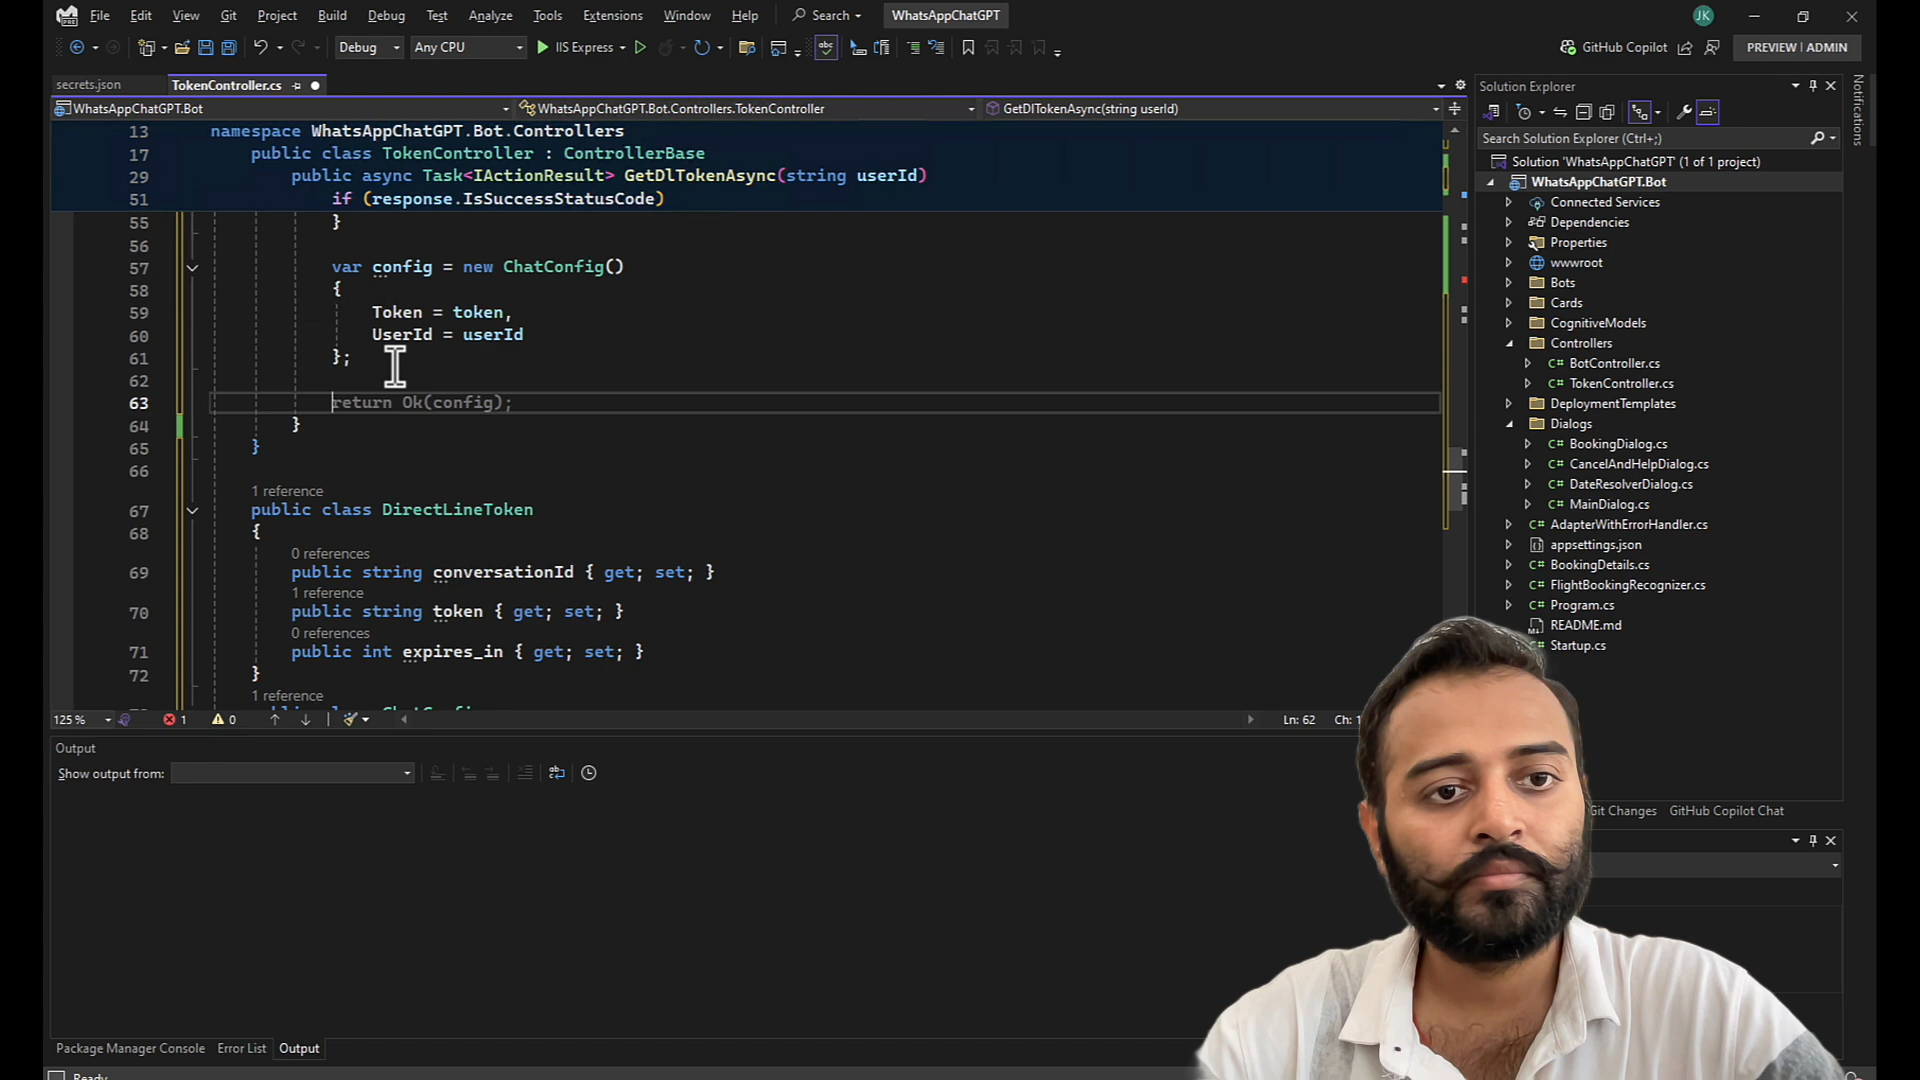 File Edit View Git Project Build Debug Test Analyze Tools Extensions Window Help Search WhatsAppChatGPT JK
Debug Any CPU IIS Express GitHub Copilot PREVIEW | ADMIN
secrets.json TokenController.cs
WhatsAppChatGPT.Bot WhatsAppChatGPT.Bot.Controllers.TokenController GetDlTokenAsync(string userId)
13 namespace WhatsAppChatGPT.Bot.Controllers
17 public class TokenController : ControllerBase
29 public async Task<IActionResult> GetDlTokenAsync(string userId)
51 if (response.IsSuccessStatusCode)
55 }
56
57 var config = new ChatConfig()
58 {
59 Token = token,
60 UserId = userId
61 };
62
63 return Ok(config);
64 }
65 }
66
1 reference
67 public class DirectLineToken
68 {
0 references
69 public string conversationId { get; set; }
1 reference
70 public string token { get; set; }
0 references
71 public int expires_in { get; set; }
72 }
1 reference
125 % 1 0 Ln: 62 Ch: 1
Output
Show output from:
Package Manager Console Error List Output
Ready
Solution Explorer
Search Solution Explorer (Ctrl+;)
Solution 'WhatsAppChatGPT' (1 of 1 project)
WhatsAppChatGPT.Bot
Connected Services
Dependencies
Properties
wwwroot
Bots
Cards
CognitiveModels
Controllers
C# BotController.cs
C# TokenController.cs
DeploymentTemplates
Dialogs
C# BookingDialog.cs
C# CancelAndHelpDialog.cs
C# DateResolverDialog.cs
C# MainDialog.cs
C# AdapterWithErrorHandler.cs
appsettings.json
C# BookingDetails.cs
C# FlightBookingRecognizer.cs
C# Program.cs
README.md
C# Startup.cs
Git Changes GitHub Copilot Chat
Notifications